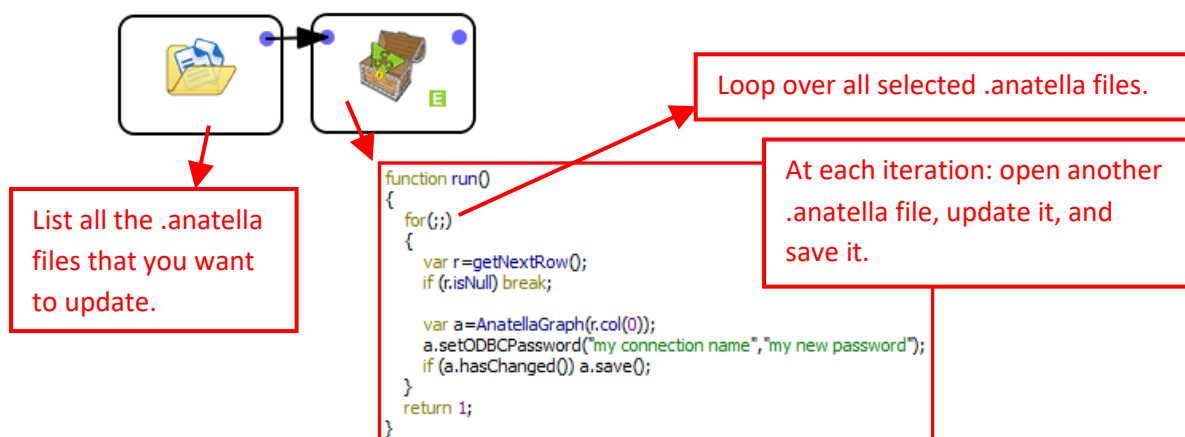 Loop over all selected .anatella files.
At each iteration: open another
.anatella file, update it, and
save it.
E
List all the .anatella
files that you want
to update.
function run()
{
for(;;)
{
var r=getNextRow();
if (r.isNull) break;
var a=AnatellaGraph(r.col(0));
a.setODBCPassword("my connection name","my new password");
if (a.hasChanged()) a.save();
}
return 1;
}